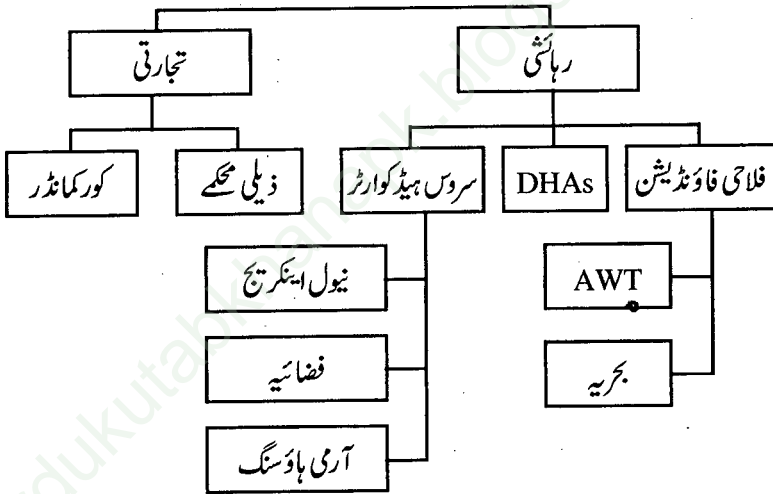 رہائشی
تجارتی
فلاحی فاؤنڈیشن
DHAs
سروس ہیڈکوارٹر
ذیلی محکمے
کور کمانڈر
AWT
بحریہ
نیول اینکریج
فضائیہ
آرمی ہاؤسنگ